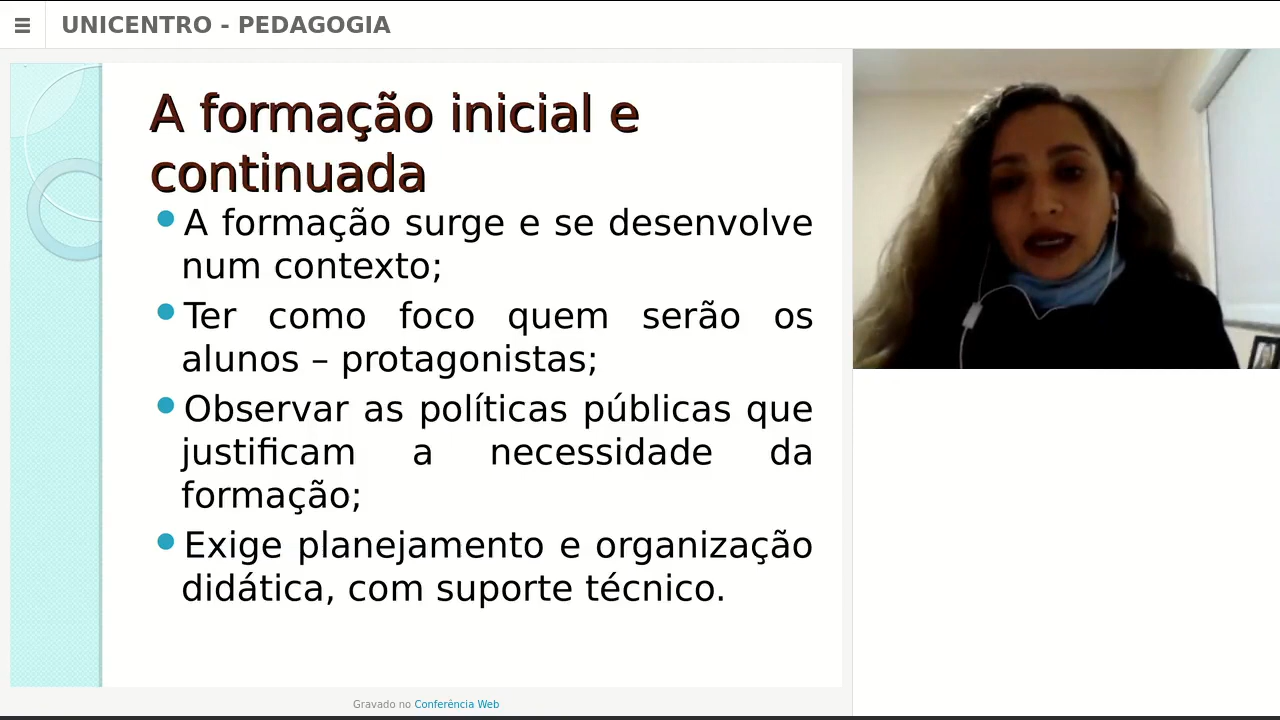 UNICENTRO - PEDAGOGIA
A formação inicial e
continuada
A formação surge e se desenvolve
num contexto;
Ter como foco quem serão os
alunos – protagonistas;
Observar as políticas públicas que
justificam a necessidade da
formação;
Exige planejamento e organização
didática, com suporte técnico.
Gravado no Conferência Web